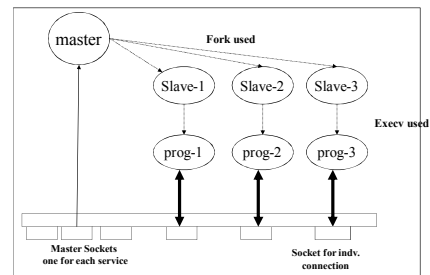 master
Fork used
Slave-1
Slave-2
Slave-3
Execv used
prog-1
prog-2
prog-3
Master Sockets
one for each service
Socket for indv.
connection